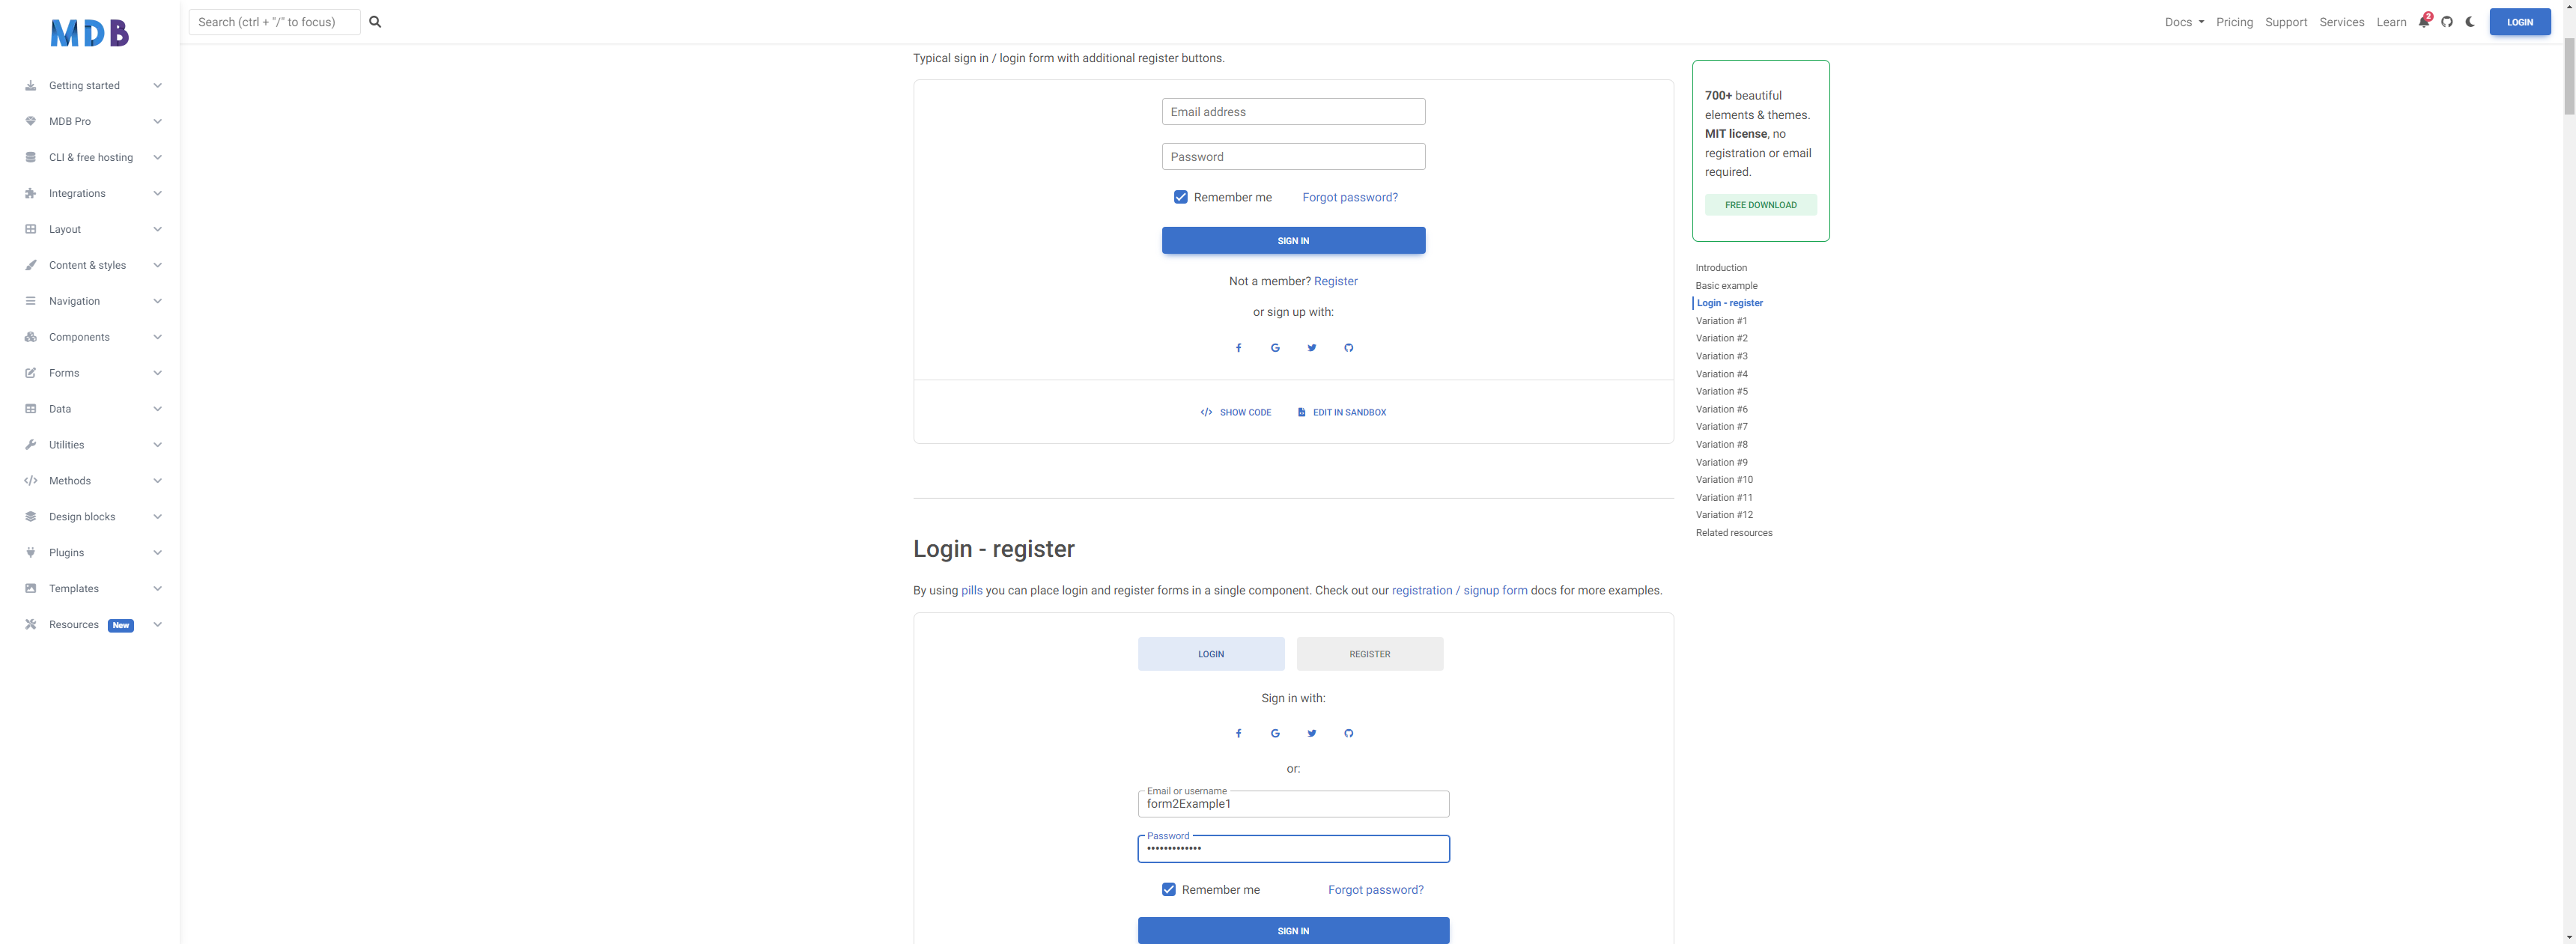 MDB
Search (ctrl + "/" to focus)
Docs
Pricing
Support
Services
Learn
2
LOGIN
Getting started
MDB Pro
CLI & free hosting
Integrations
Layout
Content & styles
Navigation
Components
Forms
Data
Utilities
Methods
Design blocks
Plugins
Templates
Resources New
Typical sign in / login form with additional register buttons.
Email address
Password
Remember me
Forgot password?
SIGN IN
Not a member? Register
or sign up with:
SHOW CODE
EDIT IN SANDBOX
Login - register
By using pills you can place login and register forms in a single component. Check out our registration / signup form docs for more examples.
LOGIN
REGISTER
Sign in with:
or:
Email or username
form2Example1
Password
•••••••••••••
Remember me
Forgot password?
SIGN IN
700+ beautiful
elements & themes.
MIT license, no
registration or email
required.
FREE DOWNLOAD
Introduction
Basic example
Login - register
Variation #1
Variation #2
Variation #3
Variation #4
Variation #5
Variation #6
Variation #7
Variation #8
Variation #9
Variation #10
Variation #11
Variation #12
Related resources